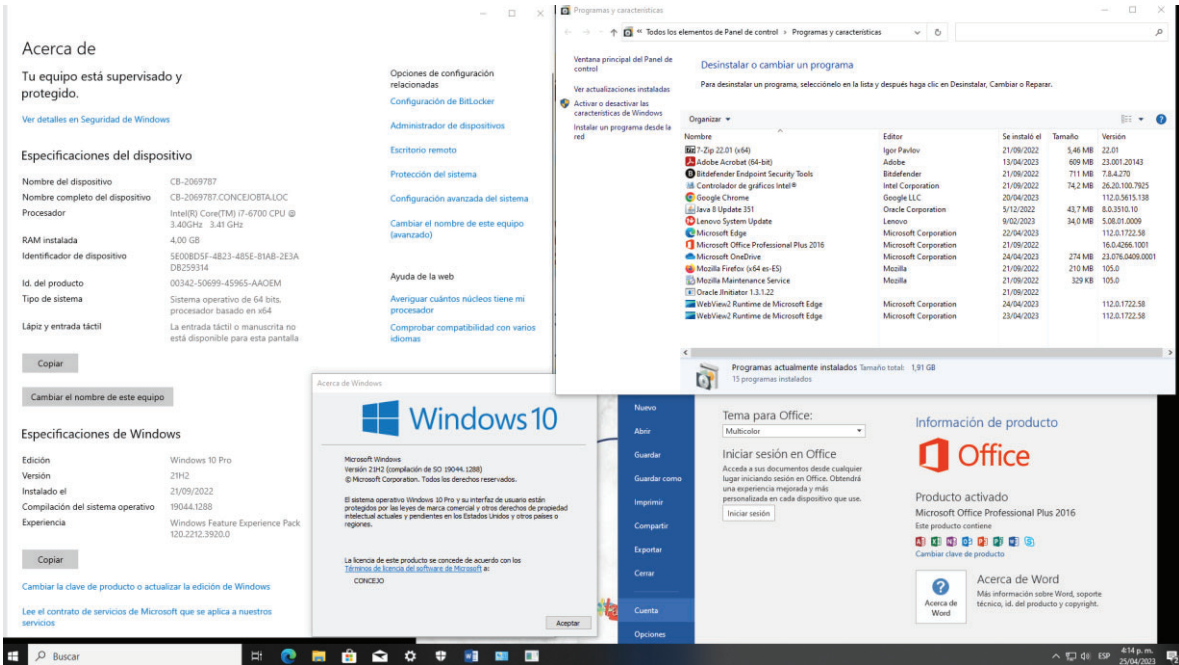 Acerca de
Tu equipo está supervisado y
protegido.
Ver detalles en Seguridad de Windows
Especificaciones del dispositivo
Nombre del dispositivo CB-2069787
Nombre completo del dispositivo CB-2069787.CONCEJOBTA.LOC
Procesador Intel(R) Core(TM) i7-6700 CPU @
3.40GHz 3.41 GHz
RAM instalada 4,00 GB
Identificador de dispositivo 5E00BD5F-4B23-485E-81AB-2E3A
DB259314
Id. del producto 00342-50699-45965-AAOEM
Tipo de sistema Sistema operativo de 64 bits,
procesador basado en x64
Lápiz y entrada táctil La entrada táctil o manuscrita no
está disponible para esta pantalla
Copiar
Cambiar el nombre de este equipo
Especificaciones de Windows
Edición Windows 10 Pro
Versión 21H2
Instalado el 21/09/2022
Compilación del sistema operativo 19044.1288
Experiencia Windows Feature Experience Pack
120.2212.3920.0
Copiar
Cambiar la clave de producto o actualizar la edición de Windows
Lee el contrato de servicios de Microsoft que se aplica a nuestros
servicios
Opciones de configuración
relacionadas
Configuración de BitLocker
Administrador de dispositivos
Escritorio remoto
Protección del sistema
Configuración avanzada del sistema
Cambiar el nombre de este equipo
(avanzado)
Ayuda de la web
Averiguar cuántos núcleos tiene mi
procesador
Comprobar compatibilidad con varios
idiomas
Programas y características
« Todos los elementos de Panel de control › Programas y características
Ventana principal del Panel de
control
Ver actualizaciones instaladas
Activar o desactivar las
características de Windows
Instalar un programa desde la
red
Desinstalar o cambiar un programa
Para desinstalar un programa, selecciónelo en la lista y después haga clic en Desinstalar, Cambiar o Reparar.
Organizar
Nombre Editor Se instaló el Tamaño Versión
7-Zip 22.01 (x64) Igor Pavlov 21/09/2022 5,46 MB 22.01
Adobe Acrobat (64-bit) Adobe 13/04/2023 609 MB 23.001.20143
Bitdefender Endpoint Security Tools Bitdefender 21/09/2022 711 MB 7.8.4.270
Controlador de gráficos Intel® Intel Corporation 21/09/2022 74,2 MB 26.20.100.7925
Google Chrome Google LLC 20/04/2023 112.0.5615.138
Java 8 Update 351 Oracle Corporation 5/12/2022 43,7 MB 8.0.3510.10
Lenovo System Update Lenovo 9/02/2023 34,0 MB 5.08.01.0009
Microsoft Edge Microsoft Corporation 22/04/2023 112.0.1722.58
Microsoft Office Professional Plus 2016 Microsoft Corporation 21/09/2022 16.0.4266.1001
Microsoft OneDrive Microsoft Corporation 24/04/2023 274 MB 23.076.0409.0001
Mozilla Firefox (x64 es-ES) Mozilla 21/09/2022 210 MB 105.0
Mozilla Maintenance Service Mozilla 21/09/2022 329 KB 105.0
Oracle JInitiator 1.3.1.22 21/09/2022
WebView2 Runtime de Microsoft Edge Microsoft Corporation 24/04/2023 112.0.1722.58
WebView2 Runtime de Microsoft Edge Microsoft Corporation 23/04/2023 112.0.1722.58
Programas actualmente instalados Tamaño total: 1,91 GB
15 programas instalados
Acerca de Windows
Windows 10
Microsoft Windows
Versión 21H2 (compilación de SO 19044.1288)
© Microsoft Corporation. Todos los derechos reservados.
El sistema operativo Windows 10 Pro y su interfaz de usuario están
protegidos por las leyes de marca comercial y otros derechos de propiedad
intelectual actuales y pendientes en los Estados Unidos y otros países o
regiones.
La licencia de este producto se concede de acuerdo con los
Términos de licencia del software de Microsoft a:
CONCEJO
Aceptar
Nuevo
Abrir
Guardar
Guardar como
Imprimir
Compartir
Exportar
Cerrar
Cuenta
Opciones
Tema para Office:
Multicolor
Iniciar sesión en Office
Acceda a sus documentos desde cualquier
lugar iniciando sesión en Office. Obtendrá
una experiencia mejorada y más
personalizada en cada dispositivo que use.
Iniciar sesión
Información de producto
Office
Producto activado
Microsoft Office Professional Plus 2016
Este producto contiene
Cambiar clave de producto
Acerca de
Word
Acerca de Word
Más información sobre Word, soporte
técnico, id. del producto y copyright.
Buscar
ESP
4:14 p. m.
25/04/2023